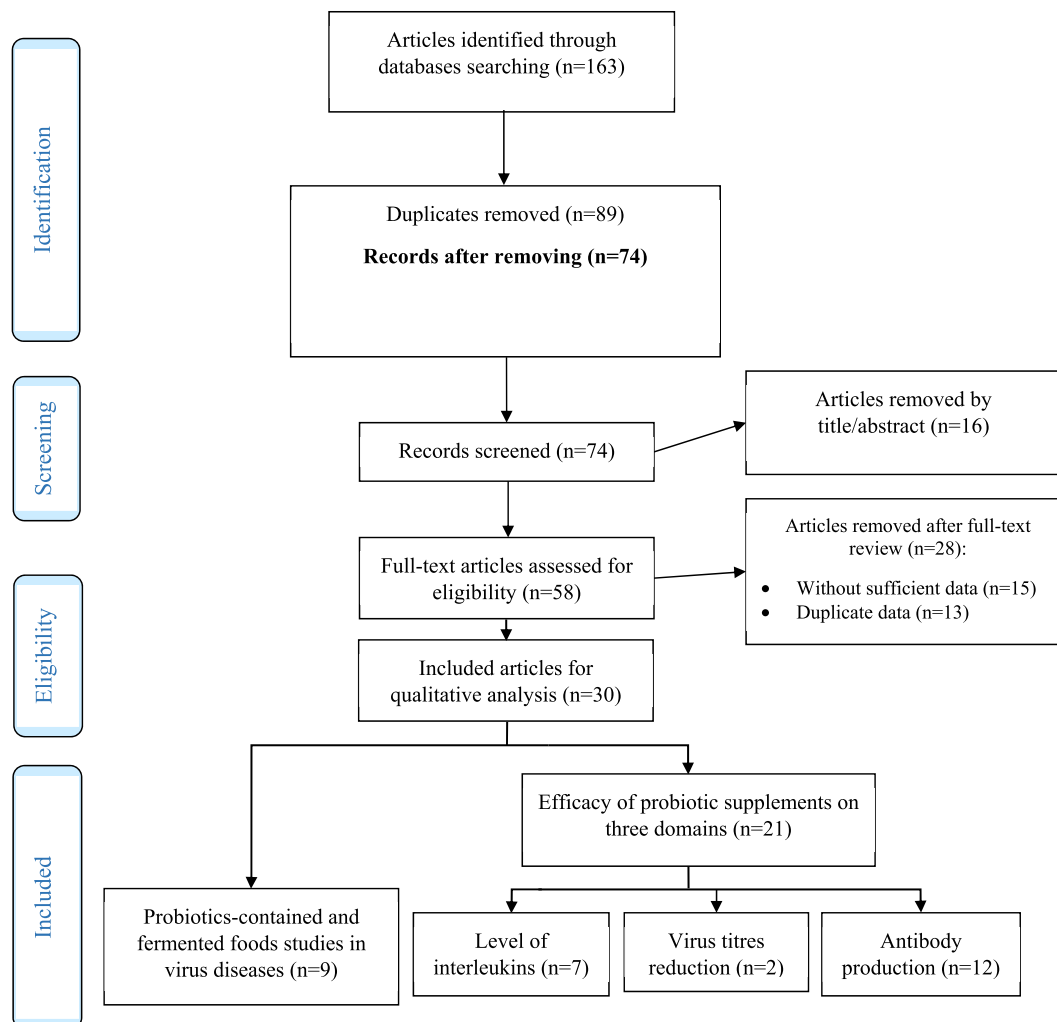 Identification
Articles identified through
databases searching (n=163)
Duplicates removed (n=89)
Records after removing (n=74)
Screening
Records screened (n=74)
Articles removed by
title/abstract (n=16)
Eligibility
Full-text articles assessed for
eligibility (n=58)
Articles removed after full-text
review (n=28):
• Without sufficient data (n=15)
• Duplicate data (n=13)
Included articles for
qualitative analysis (n=30)
Included
Efficacy of probiotic supplements on
three domains (n=21)
Probiotics-contained and
fermented foods studies in
virus diseases (n=9)
Level of
interleukins (n=7)
Virus titres
reduction (n=2)
Antibody
production (n=12)